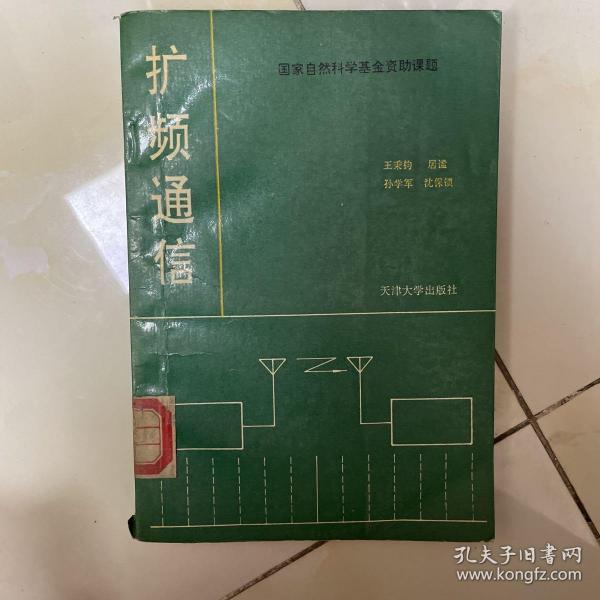 扩频通信
国家自然科学基金资助课题
王秉钧 居谧
孙学军 沈保锁
天津大学出版社
孔夫子旧书网
www.kongfz.com